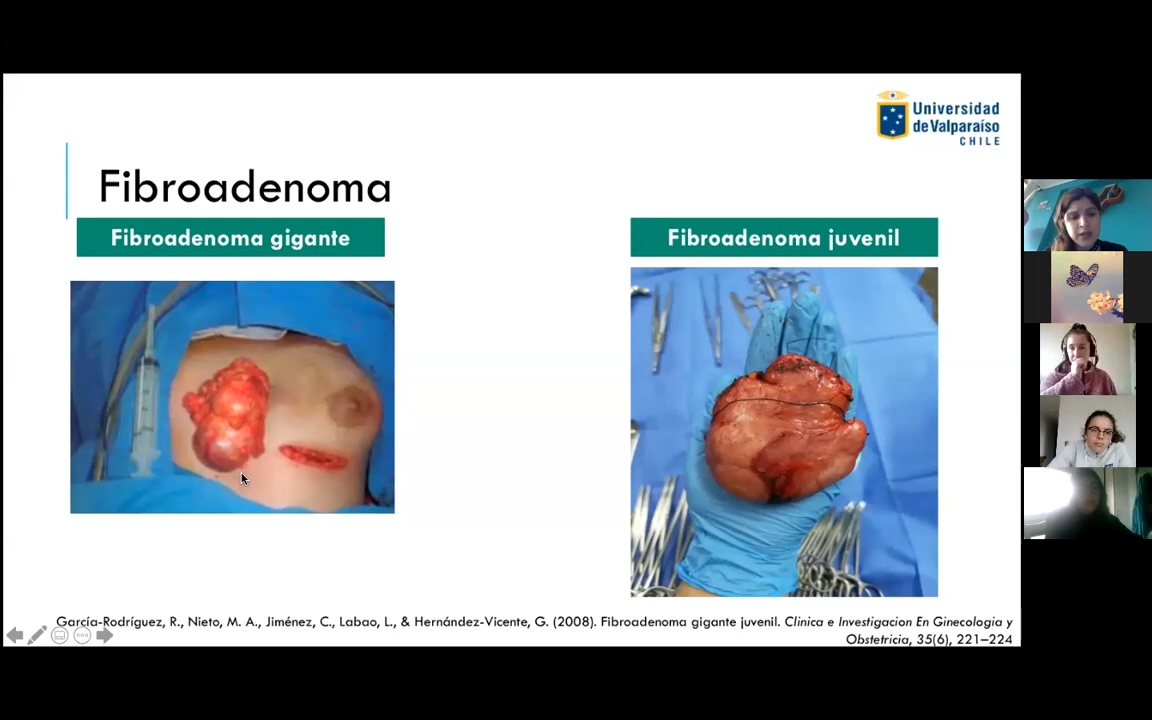 Universidad
de Valparaíso
CHILE
Fibroadenoma
Fibroadenoma gigante
Fibroadenoma juvenil
García-Rodríguez, R., Nieto, M. A., Jiménez, C., Labao, L., & Hernández-Vicente, G. (2008). Fibroadenoma gigante juvenil. Clinica e Investigacion En Ginecologia y
Obstetricia, 35(6), 221–224